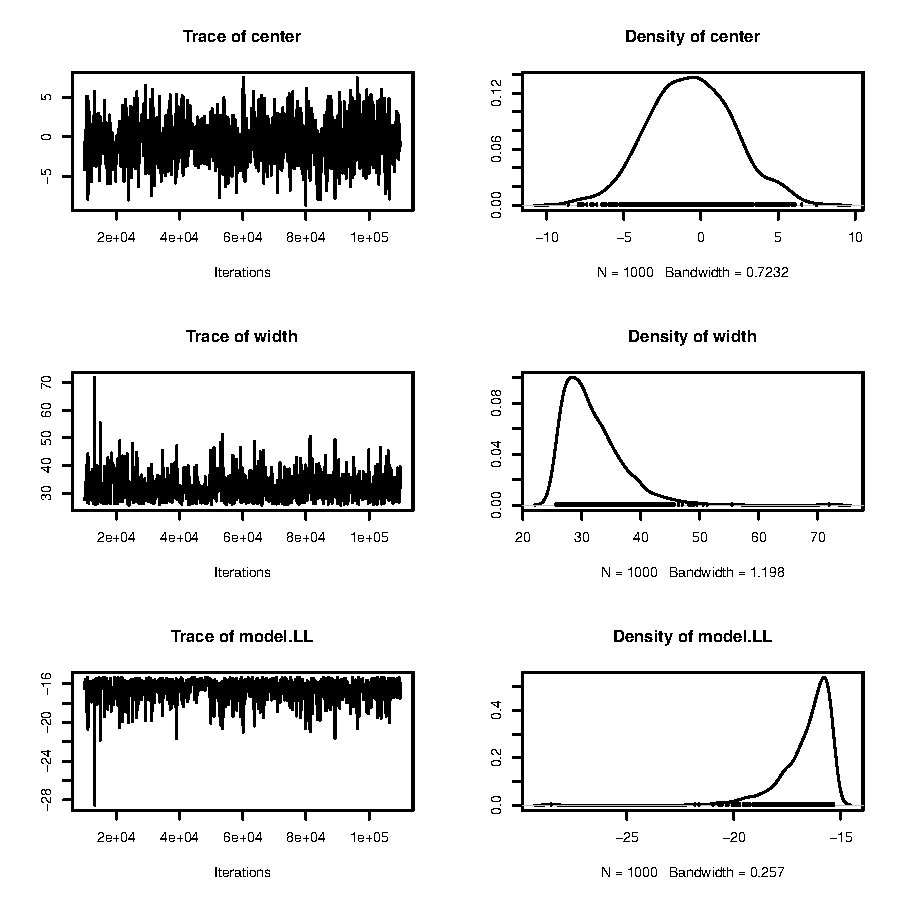 Trace of center
5
0
−5
2e+04 4e+04 6e+04 8e+04 1e+05
Iterations
Density of center
0.12
0.06
0.00
−10 −5 0 5 10
N = 1000 Bandwidth = 0.7232
Trace of width
70
60
50
40
30
2e+04 4e+04 6e+04 8e+04 1e+05
Iterations
Density of width
0.08
0.04
0.00
20 30 40 50 60 70
N = 1000 Bandwidth = 1.198
Trace of model.LL
−16
−20
−24
−28
2e+04 4e+04 6e+04 8e+04 1e+05
Iterations
Density of model.LL
0.4
0.2
0.0
−25 −20 −15
N = 1000 Bandwidth = 0.257